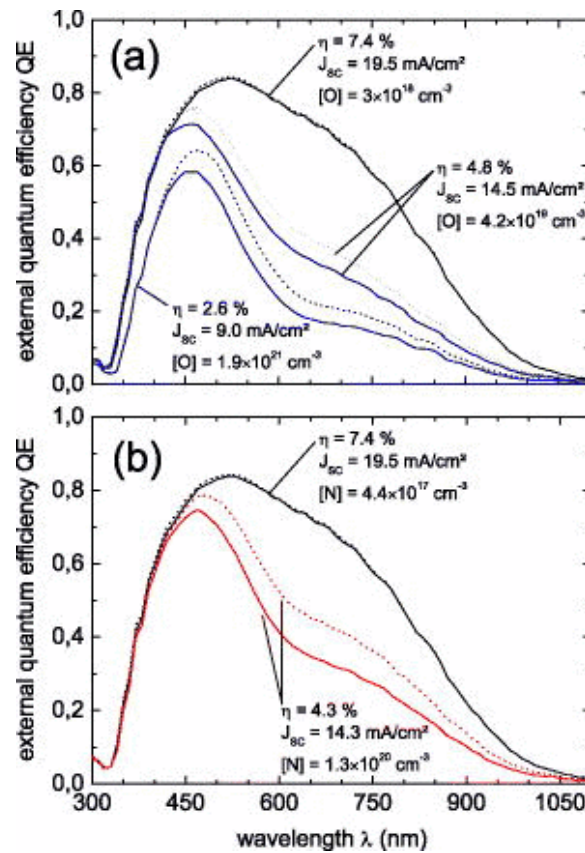 (a)
η = 7.4 %
J_SC = 19.5 mA/cm²
[O] = 3×10¹⁸ cm⁻³
η = 4.8 %
J_SC = 14.5 mA/cm²
[O] = 4.2×10¹⁹ cm⁻³
η = 2.6 %
J_SC = 9.0 mA/cm²
[O] = 1.9×10²¹ cm⁻³
external quantum efficiency QE
1,0
0,8
0,6
0,4
0,2
0,0
(b)
η = 7.4 %
J_SC = 19.5 mA/cm²
[N] = 4.4×10¹⁷ cm⁻³
η = 4.3 %
J_SC = 14.3 mA/cm²
[N] = 1.3×10²⁰ cm⁻³
external quantum efficiency QE
1,0
0,8
0,6
0,4
0,2
0,0
300 450 600 750 900 1050
wavelength λ (nm)